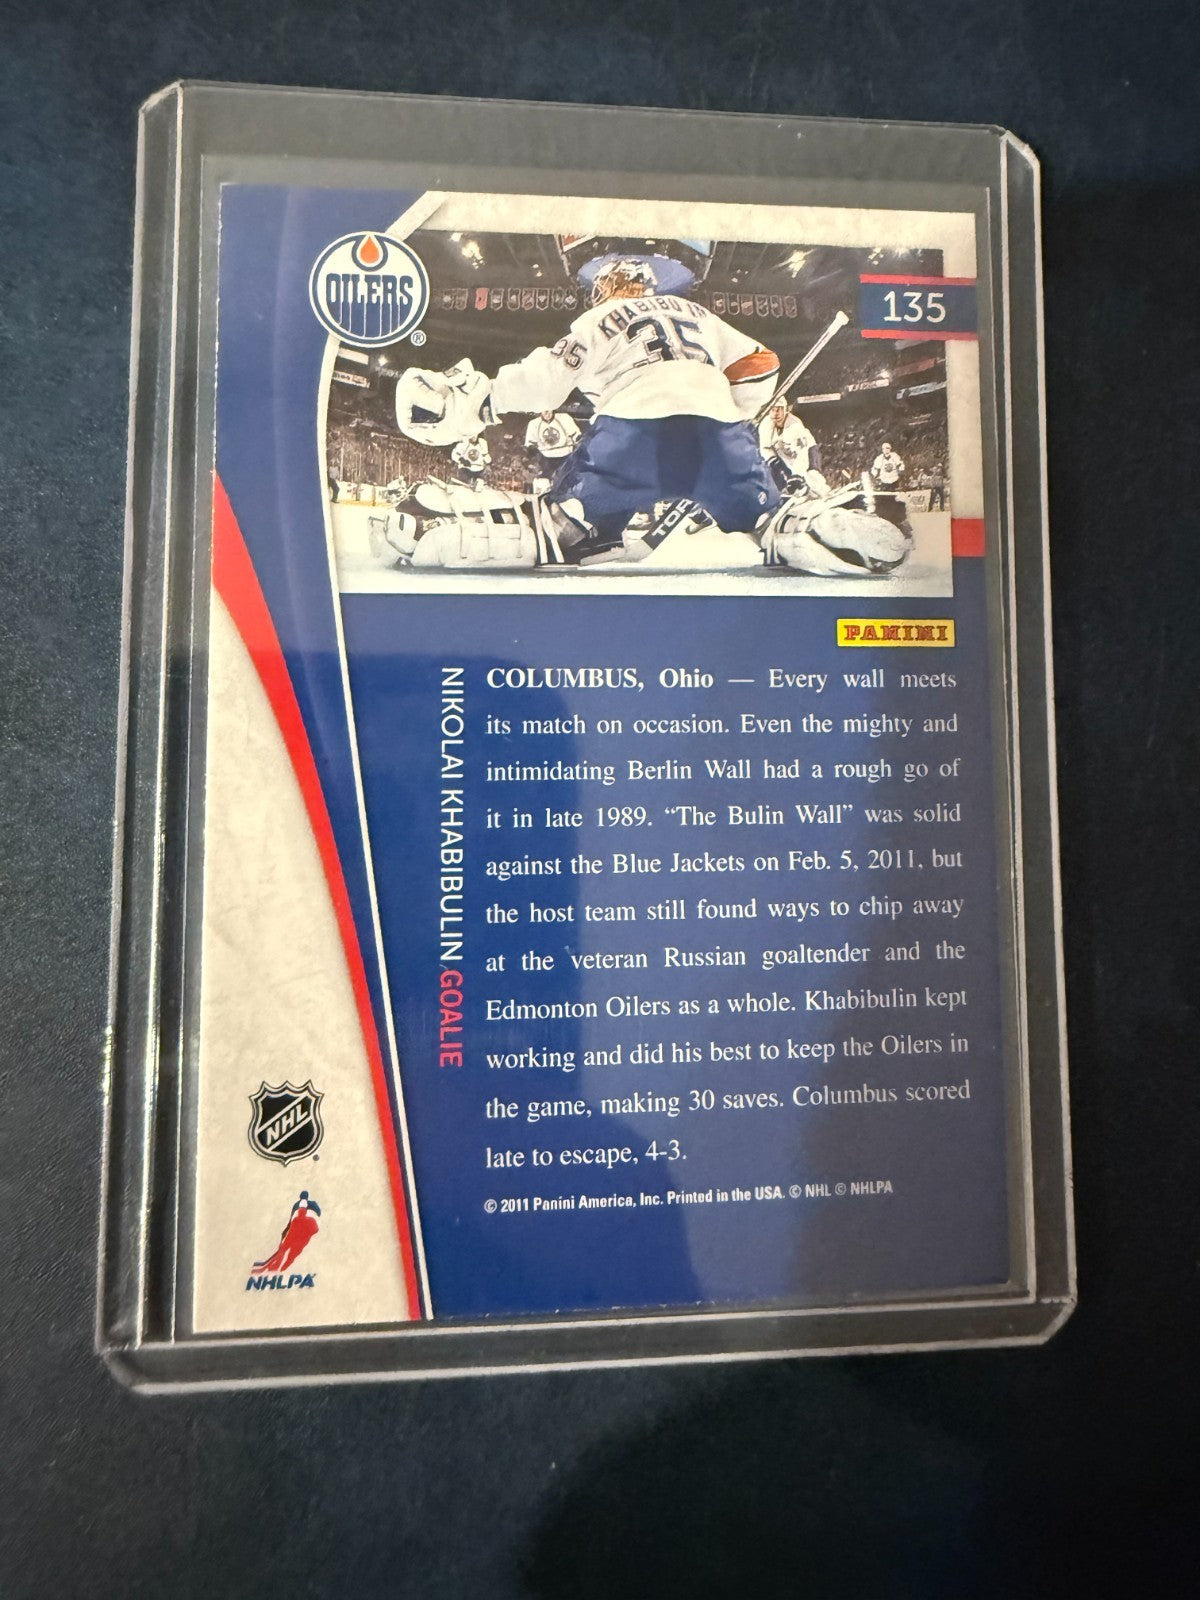 OILERS
®
135
KHABIBULIN
35
35
PANINI
NIKOLAI KHABIBULIN GOALIE
COLUMBUS, Ohio — Every wall meets
its match on occasion. Even the mighty and
intimidating Berlin Wall had a rough go of
it in late 1989. “The Bulin Wall” was solid
against the Blue Jackets on Feb. 5, 2011, but
the host team still found ways to chip away
at the veteran Russian goaltender and the
Edmonton Oilers as a whole. Khabibulin kept
working and did his best to keep the Oilers in
the game, making 30 saves. Columbus scored
late to escape, 4-3.
© 2011 Panini America, Inc. Printed in the USA. © NHL © NHLPA
NHL
NHLPA